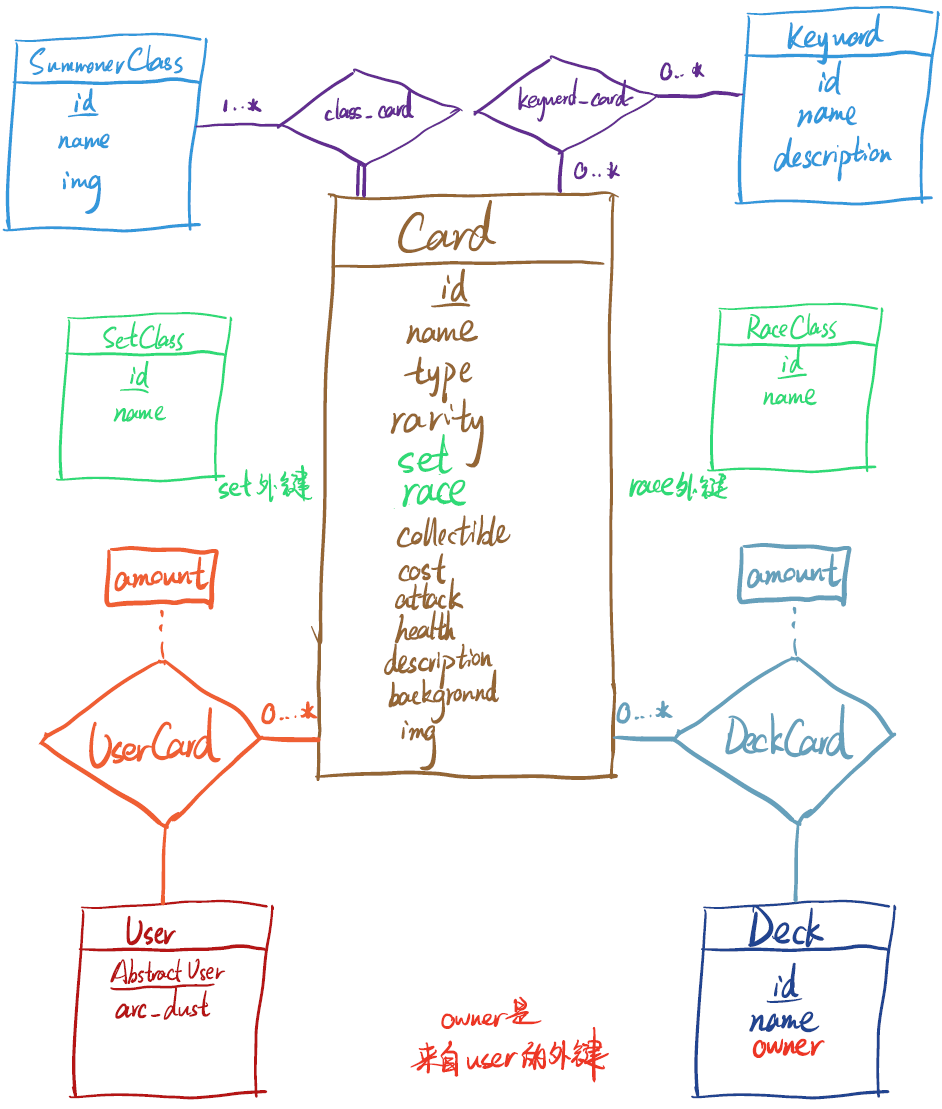 SummonerClass
id
name
img
1..*
class_card
keyword_card
0..*
0..*
Keyword
id
name
description
Card
id
name
type
rarity
set
race
collectible
cost
attack
health
description
background
img
SetClass
id
name
set外键
RaceClass
id
name
race外键
amount
UserCard
0...*
User
AbstractUser
arc_dust
amount
DeckCard
0...*
Deck
id
name
owner
owner是
来自user的外键